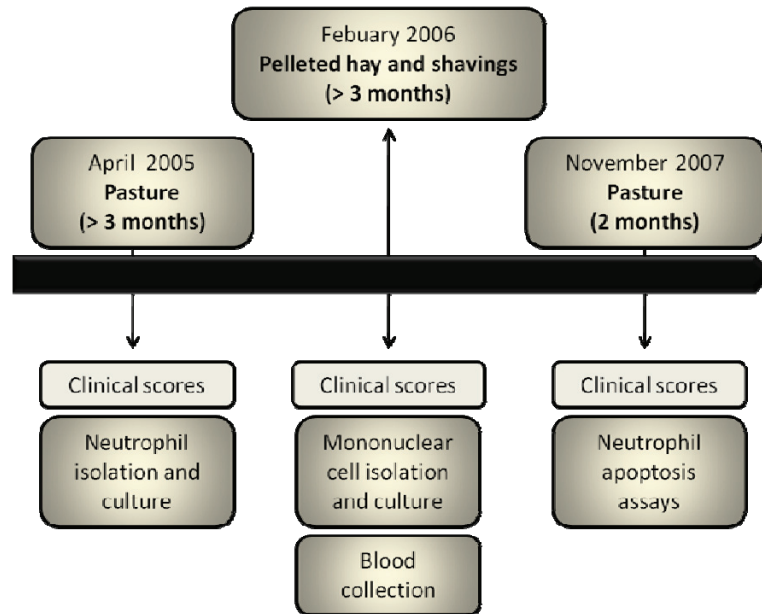 Febuary 2006
Pelleted hay and shavings
(> 3 months)
April 2005
Pasture
(> 3 months)
November 2007
Pasture
(2 months)
Clinical scores
Neutrophil
isolation and
culture
Clinical scores
Mononuclear
cell isolation
and culture
Blood
collection
Clinical scores
Neutrophil
apoptosis
assays